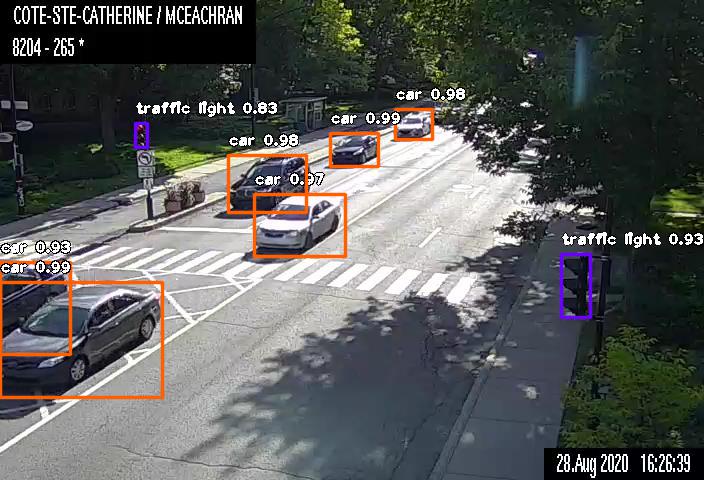 COTE-STE-CATHERINE / MCEACHRAN
8204 - 265 *
traffic light 0.83
car 0.98
car 0.99
car 0.98
car 0.97
traffic light 0.93
car 0.93
car 0.99
28.Aug 2020 16:26:39